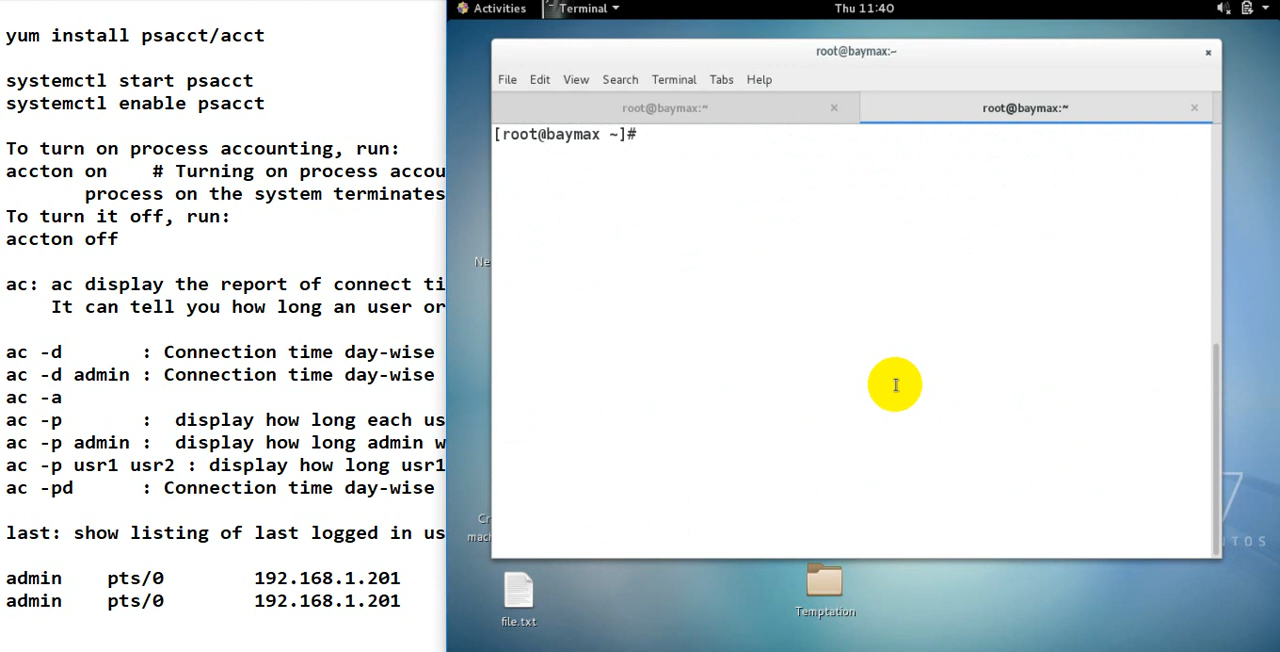 yum install psacct/acct
systemctl start psacct
systemctl enable psacct
To turn on process accounting, run:
accton on # Turning on process accou
process on the system terminates
To turn it off, run:
accton off
ac: ac display the report of connect ti
It can tell you how long an user or
ac -d : Connection time day-wise
ac -d admin : Connection time day-wise
ac -a
ac -p : display how long each us
ac -p admin : display how long admin w
ac -p usr1 usr2 : display how long usr1
ac -pd : Connection time day-wise
last: show listing of last logged in us
admin pts/0 192.168.1.201
admin pts/0 192.168.1.201
Activities Terminal Thu 11:40
root@baymax:~
File Edit View Search Terminal Tabs Help
root@baymax:~ root@baymax:~
[root@baymax ~]#
Ne
Cr
mach
7
NTOS
file.txt
Temptation